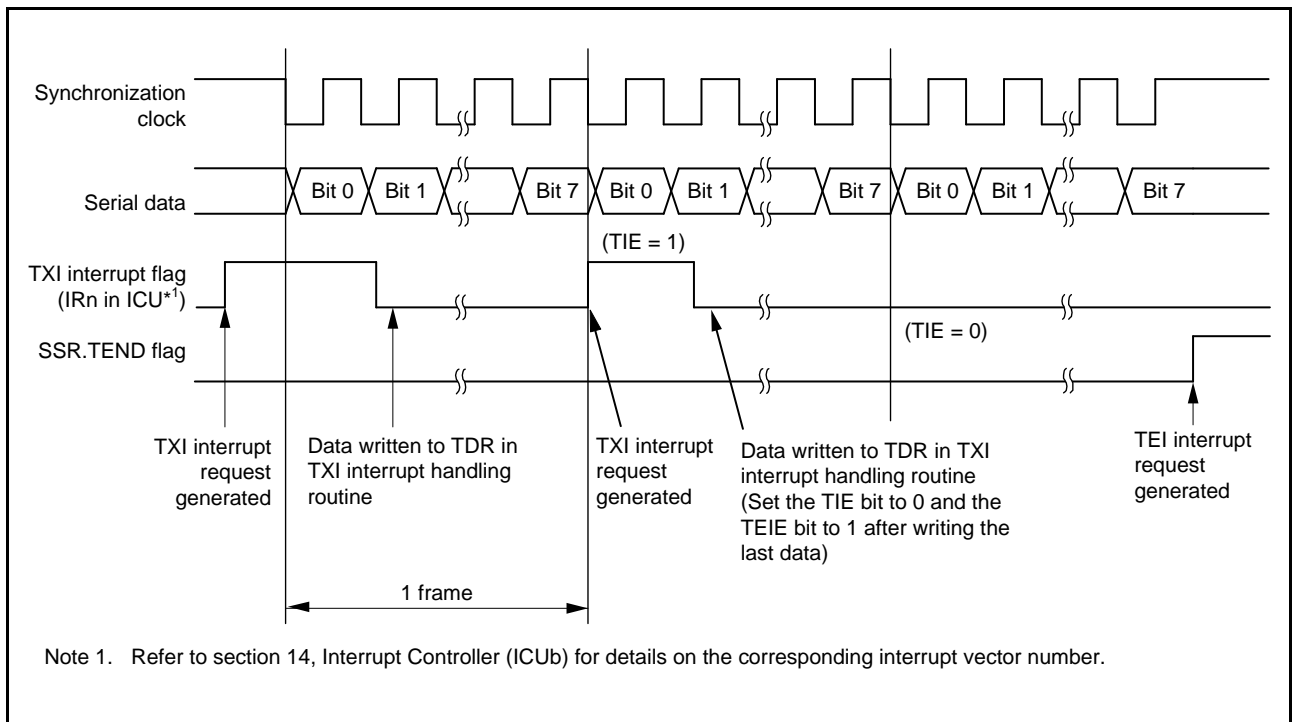 Synchronization
clock
Serial data
Bit 0 Bit 1 Bit 7 Bit 0 Bit 1 Bit 7 Bit 0 Bit 1 Bit 7
(TIE = 1)
TXI interrupt flag
(IRn in ICU*1)
(TIE = 0)
SSR.TEND flag
TXI interrupt
request
generated
Data written to TDR in
TXI interrupt handling
routine
TXI interrupt
request
generated
Data written to TDR in TXI
interrupt handling routine
(Set the TIE bit to 0 and the
TEIE bit to 1 after writing the
last data)
TEI interrupt
request
generated
1 frame
Note 1. Refer to section 14, Interrupt Controller (ICUb) for details on the corresponding interrupt vector number.